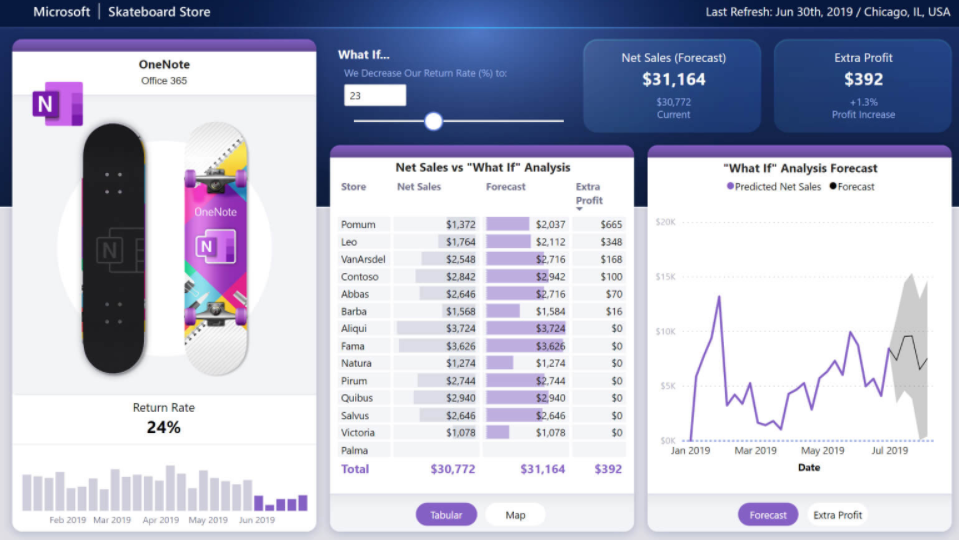 Microsoft | Skateboard Store
Last Refresh: Jun 30th, 2019 / Chicago, IL, USA
OneNote
Office 365
N
OneNote
N
N
Return Rate
24%
Feb 2019 Mar 2019 Apr 2019 May 2019 Jun 2019
What If...
We Decrease Our Return Rate (%) to:
23
Net Sales (Forecast)
$31,164
$30,772
Current
Extra Profit
$392
+1.3%
Profit Increase
Net Sales vs "What If" Analysis
Store Net Sales Forecast Extra Profit
Pomum $1,372 $2,037 $665
Leo $1,764 $2,112 $348
VanArsdel $2,548 $2,716 $168
Contoso $2,842 $2,942 $100
Abbas $2,646 $2,716 $70
Barba $1,568 $1,584 $16
Aliqui $3,724 $3,724 $0
Fama $3,626 $3,626 $0
Natura $1,274 $1,274 $0
Pirum $2,744 $2,744 $0
Quibus $2,940 $2,940 $0
Salvus $2,646 $2,646 $0
Victoria $1,078 $1,078 $0
Palma
Total $30,772 $31,164 $392
Tabular Map
"What If" Analysis Forecast
Predicted Net Sales Forecast
$20K
$15K
$10K
$5K
$0K
Jan 2019 Mar 2019 May 2019 Jul 2019
Date
Forecast Extra Profit